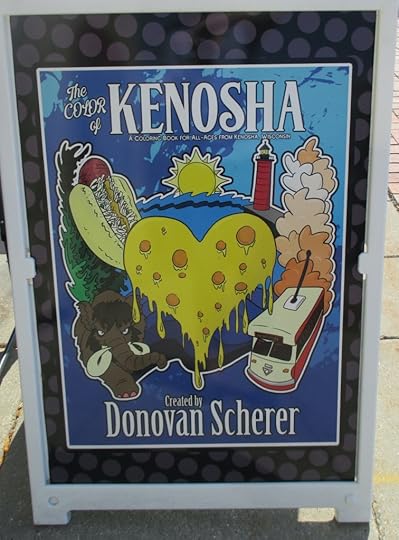 The
COLOR
of
KENOSHA
A COLORING BOOK FOR ALL-AGES FROM KENOSHA, WISCONSIN
Created by
Donovan Scherer